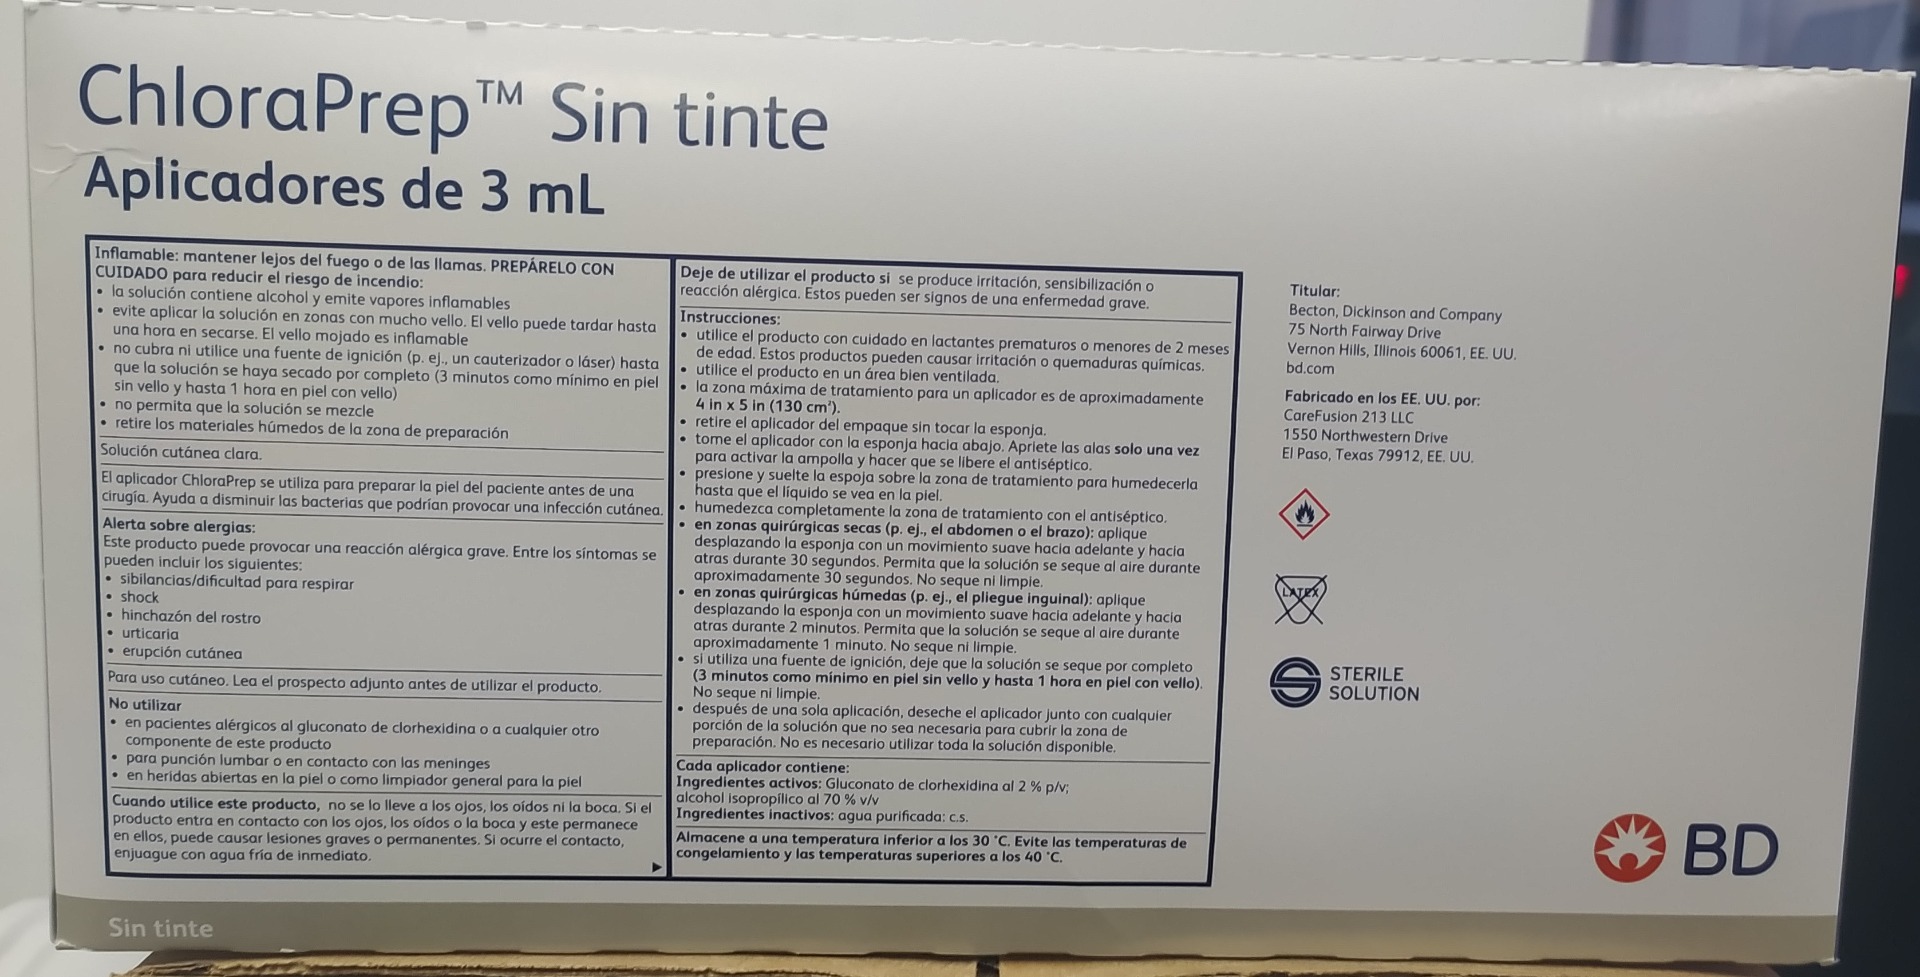 ChloraPrep™ Sin tinte
Aplicadores de 3 mL
Inflamable: mantener lejos del fuego o de las llamas. PREPÁRELO CON
CUIDADO para reducir el riesgo de incendio:
• la solución contiene alcohol y emite vapores inflamables
• evite aplicar la solución en zonas con mucho vello. El vello puede tardar hasta
una hora en secarse. El vello mojado es inflamable
• no cubra ni utilice una fuente de ignición (p. ej., un cauterizador o láser) hasta
que la solución se haya secado por completo (3 minutos como mínimo en piel
sin vello y hasta 1 hora en piel con vello)
• no permita que la solución se mezcle
• retire los materiales húmedos de la zona de preparación
Solución cutánea clara.
El aplicador ChloraPrep se utiliza para preparar la piel del paciente antes de una
cirugía. Ayuda a disminuir las bacterias que podrían provocar una infección cutánea.
Alerta sobre alergias:
Este producto puede provocar una reacción alérgica grave. Entre los síntomas se
pueden incluir los siguientes:
• sibilancias/dificultad para respirar
• shock
• hinchazón del rostro
• urticaria
• erupción cutánea
Para uso cutáneo. Lea el prospecto adjunto antes de utilizar el producto.
No utilizar
• en pacientes alérgicos al gluconato de clorhexidina o a cualquier otro
componente de este producto
• para punción lumbar o en contacto con las meninges
• en heridas abiertas en la piel o como limpiador general para la piel
Cuando utilice este producto, no se lo lleve a los ojos, los oídos ni la boca. Si el
producto entra en contacto con los ojos, los oídos o la boca y este permanece
en ellos, puede causar lesiones graves o permanentes. Si ocurre el contacto,
enjuague con agua fría de inmediato.
Deje de utilizar el producto si se produce irritación, sensibilización o
reacción alérgica. Estos pueden ser signos de una enfermedad grave.
Instrucciones:
• utilice el producto con cuidado en lactantes prematuros o menores de 2 meses
de edad. Estos productos pueden causar irritación o quemaduras químicas.
• utilice el producto en un área bien ventilada.
• la zona máxima de tratamiento para un aplicador es de aproximadamente
4 in x 5 in (130 cm²).
• retire el aplicador del empaque sin tocar la esponja.
• tome el aplicador con la esponja hacia abajo. Apriete las alas solo una vez
para activar la ampolla y hacer que se libere el antiséptico.
• presione y suelte la espoja sobre la zona de tratamiento para humedecerla
hasta que el líquido se vea en la piel.
• humedezca completamente la zona de tratamiento con el antiséptico.
• en zonas quirúrgicas secas (p. ej., el abdomen o el brazo): aplique
desplazando la esponja con un movimiento suave hacia adelante y hacia
atras durante 30 segundos. Permita que la solución se seque al aire durante
aproximadamente 30 segundos. No seque ni limpie.
• en zonas quirúrgicas húmedas (p. ej., el pliegue inguinal): aplique
desplazando la esponja con un movimiento suave hacia adelante y hacia
atras durante 2 minutos. Permita que la solución se seque al aire durante
aproximadamente 1 minuto. No seque ni limpie.
• si utiliza una fuente de ignición, deje que la solución se seque por completo
(3 minutos como mínimo en piel sin vello y hasta 1 hora en piel con vello).
No seque ni limpie.
• después de una sola aplicación, deseche el aplicador junto con cualquier
porción de la solución que no sea necesaria para cubrir la zona de
preparación. No es necesario utilizar toda la solución disponible.
Cada aplicador contiene:
Ingredientes activos: Gluconato de clorhexidina al 2 % p/v;
alcohol isopropílico al 70 % v/v
Ingredientes inactivos: agua purificada: c.s.
Almacene a una temperatura inferior a los 30 °C. Evite las temperaturas de
congelamiento y las temperaturas superiores a los 40 °C.
Titular:
Becton, Dickinson and Company
75 North Fairway Drive
Vernon Hills, Illinois 60061, EE. UU.
bd.com
Fabricado en los EE. UU. por:
CareFusion 213 LLC
1550 Northwestern Drive
El Paso, Texas 79912, EE. UU.
LATEX
STERILE
SOLUTION
BD
Sin tinte